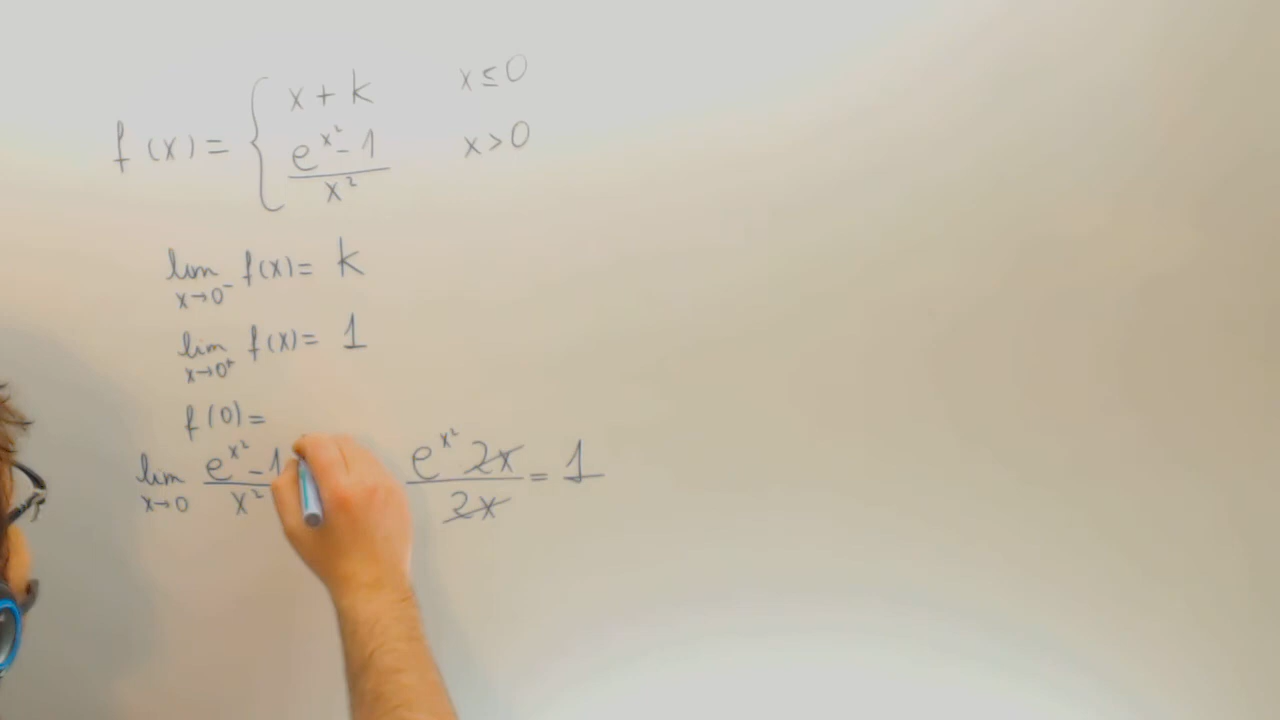 f(x) = { x + k x ≤ 0
e^{x²} - 1 / x² x > 0
lim x→0⁻ f(x) = k
lim x→0⁺ f(x) = 1
f(0) =
lim x→0 e^{x²} - 1 / x² e^{x²} 2x / 2x = 1